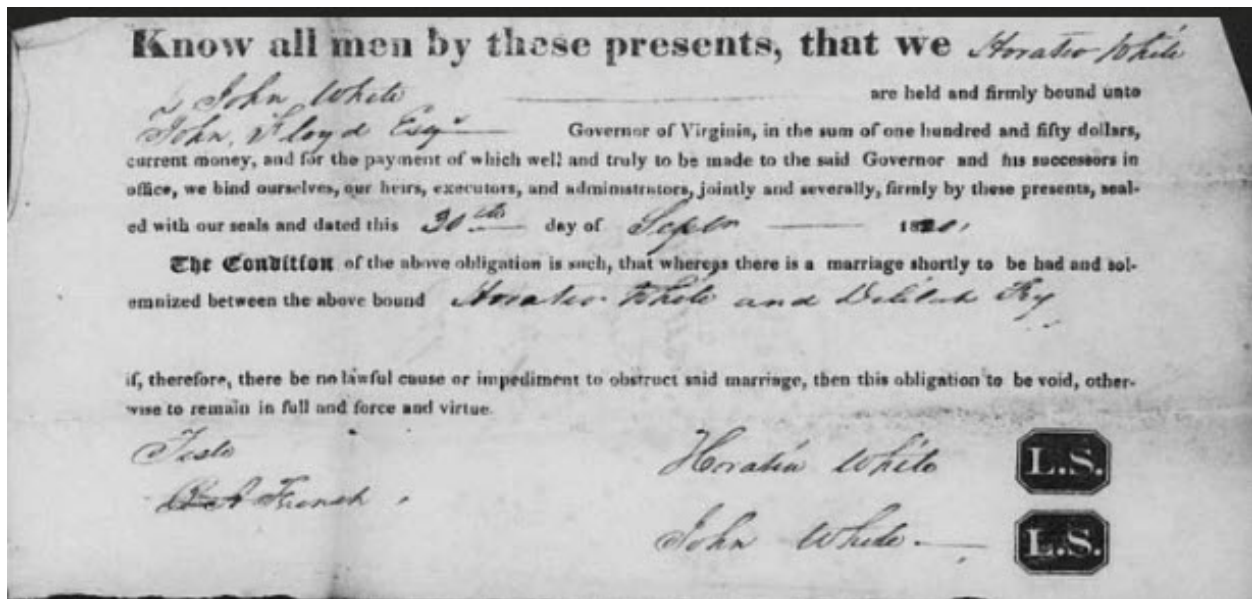 Know all men by these presents, that we Horatio White
& John White are held and firmly bound unto
John Floyd Esqr Governor of Virginia, in the sum of one hundred and fifty dollars,
current money, and for the payment of which well and truly to be made to the said Governor and his successors in
office, we bind ourselves, our heirs, executors, and administrators, jointly and severally, firmly by these presents, seal-
ed with our seals and dated this 30th day of Septr
The Condition of the above obligation is such, that whereas there is a marriage shortly to be had and sol-
emnized between the above bound Horatio White and Delilah
if, therefore, there be no lawful cause or impediment to obstruct said marriage, then this obligation to be void, other-
wise to remain in full and force and virtue.
Teste Horatio White L.S.
French John White L.S.